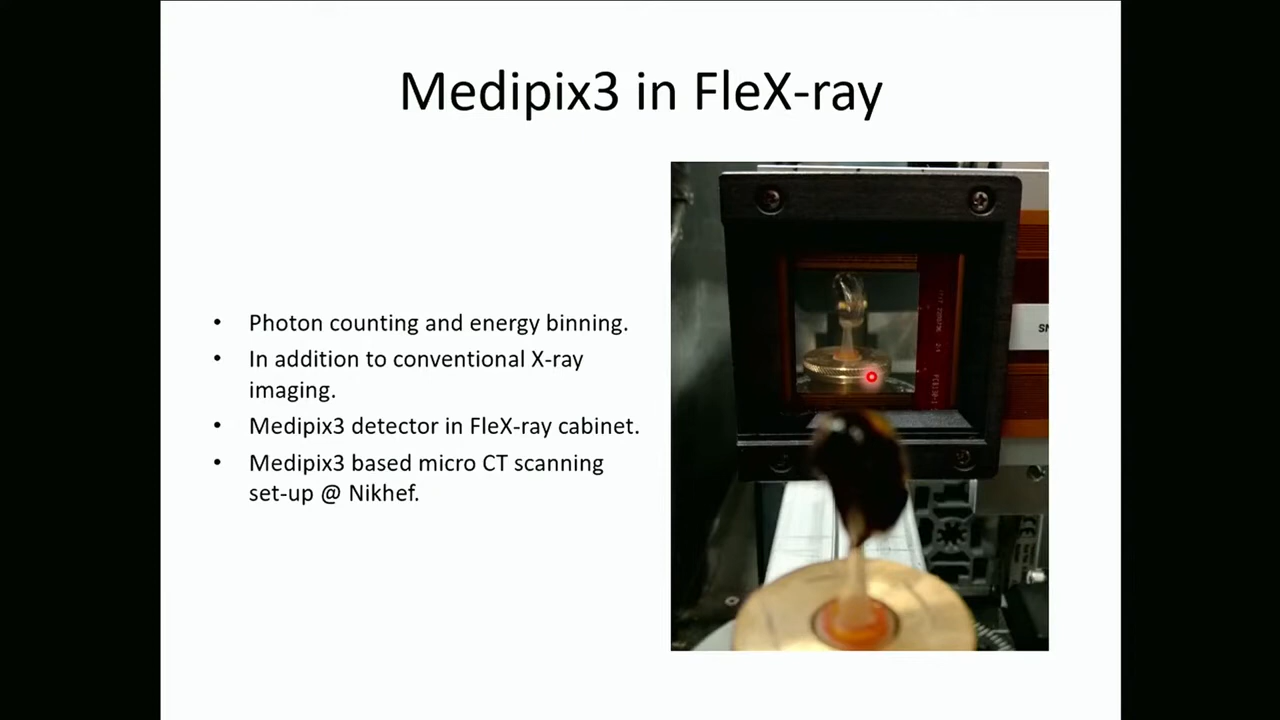 Medipix3 in FleX-ray
• Photon counting and energy binning.
• In addition to conventional X-ray
imaging.
• Medipix3 detector in FleX-ray cabinet.
• Medipix3 based micro CT scanning
set-up @ Nikhef.